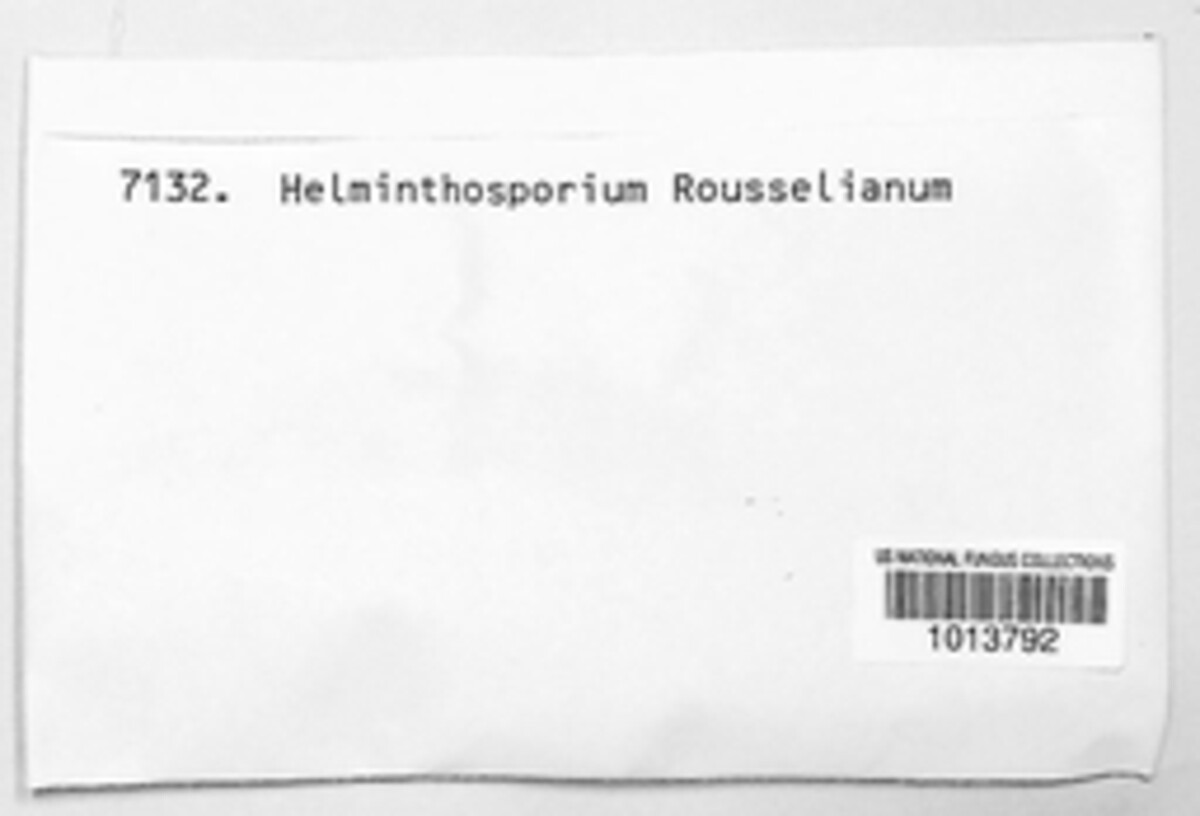 7132. Helminthosporium Rousselianum
US NATIONAL FUNGUS COLLECTIONS
1013792